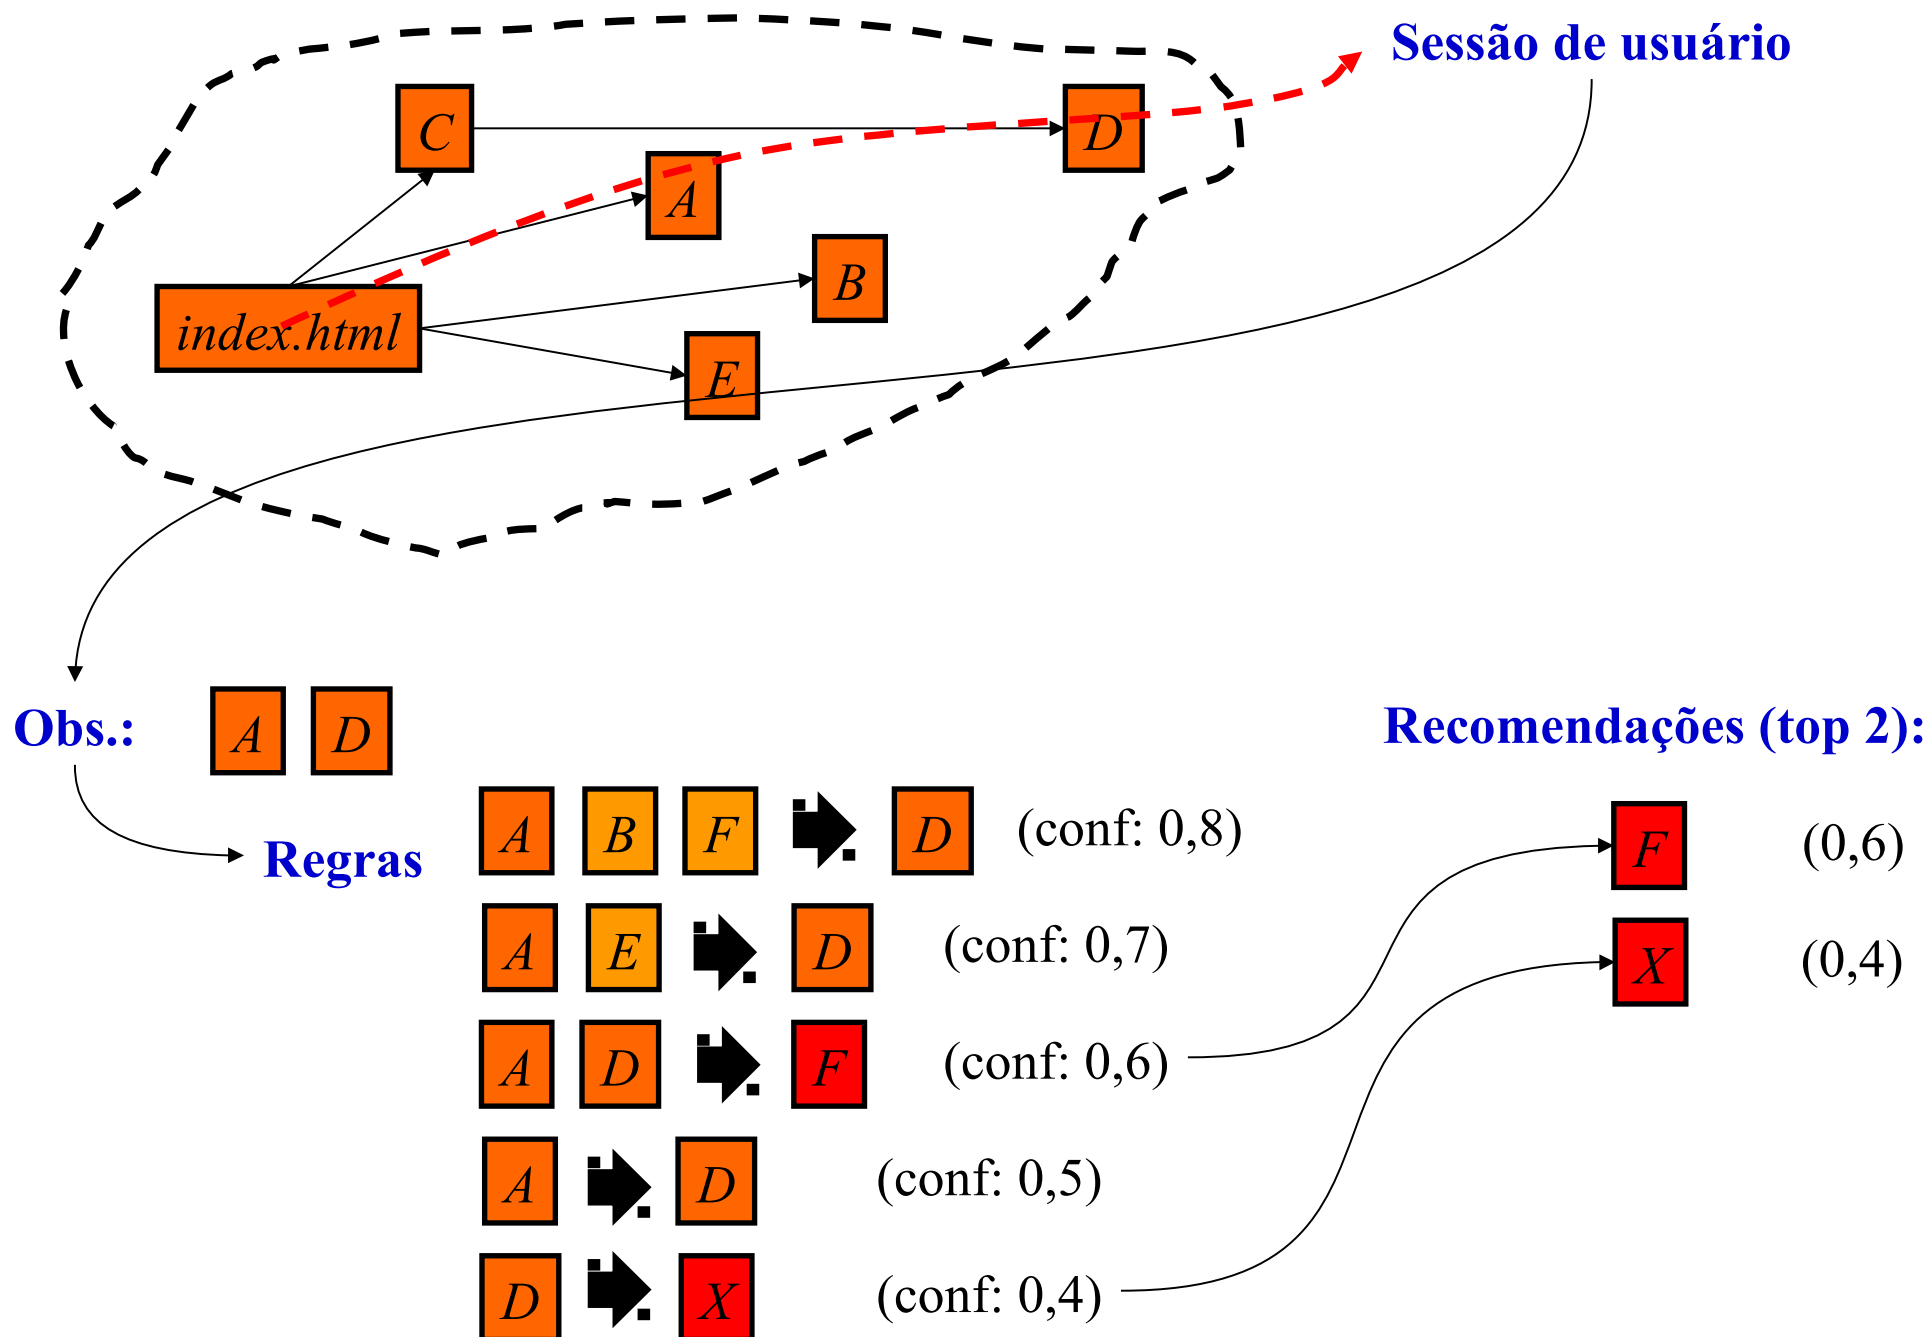 Sessão de usuário
C
D
A
B
index.html
E
Obs.: A D
Recomendações (top 2):
Regras
A B F D (conf: 0,8)
F (0,6)
A E D (conf: 0,7)
X (0,4)
A D F (conf: 0,6)
A D (conf: 0,5)
D X (conf: 0,4)